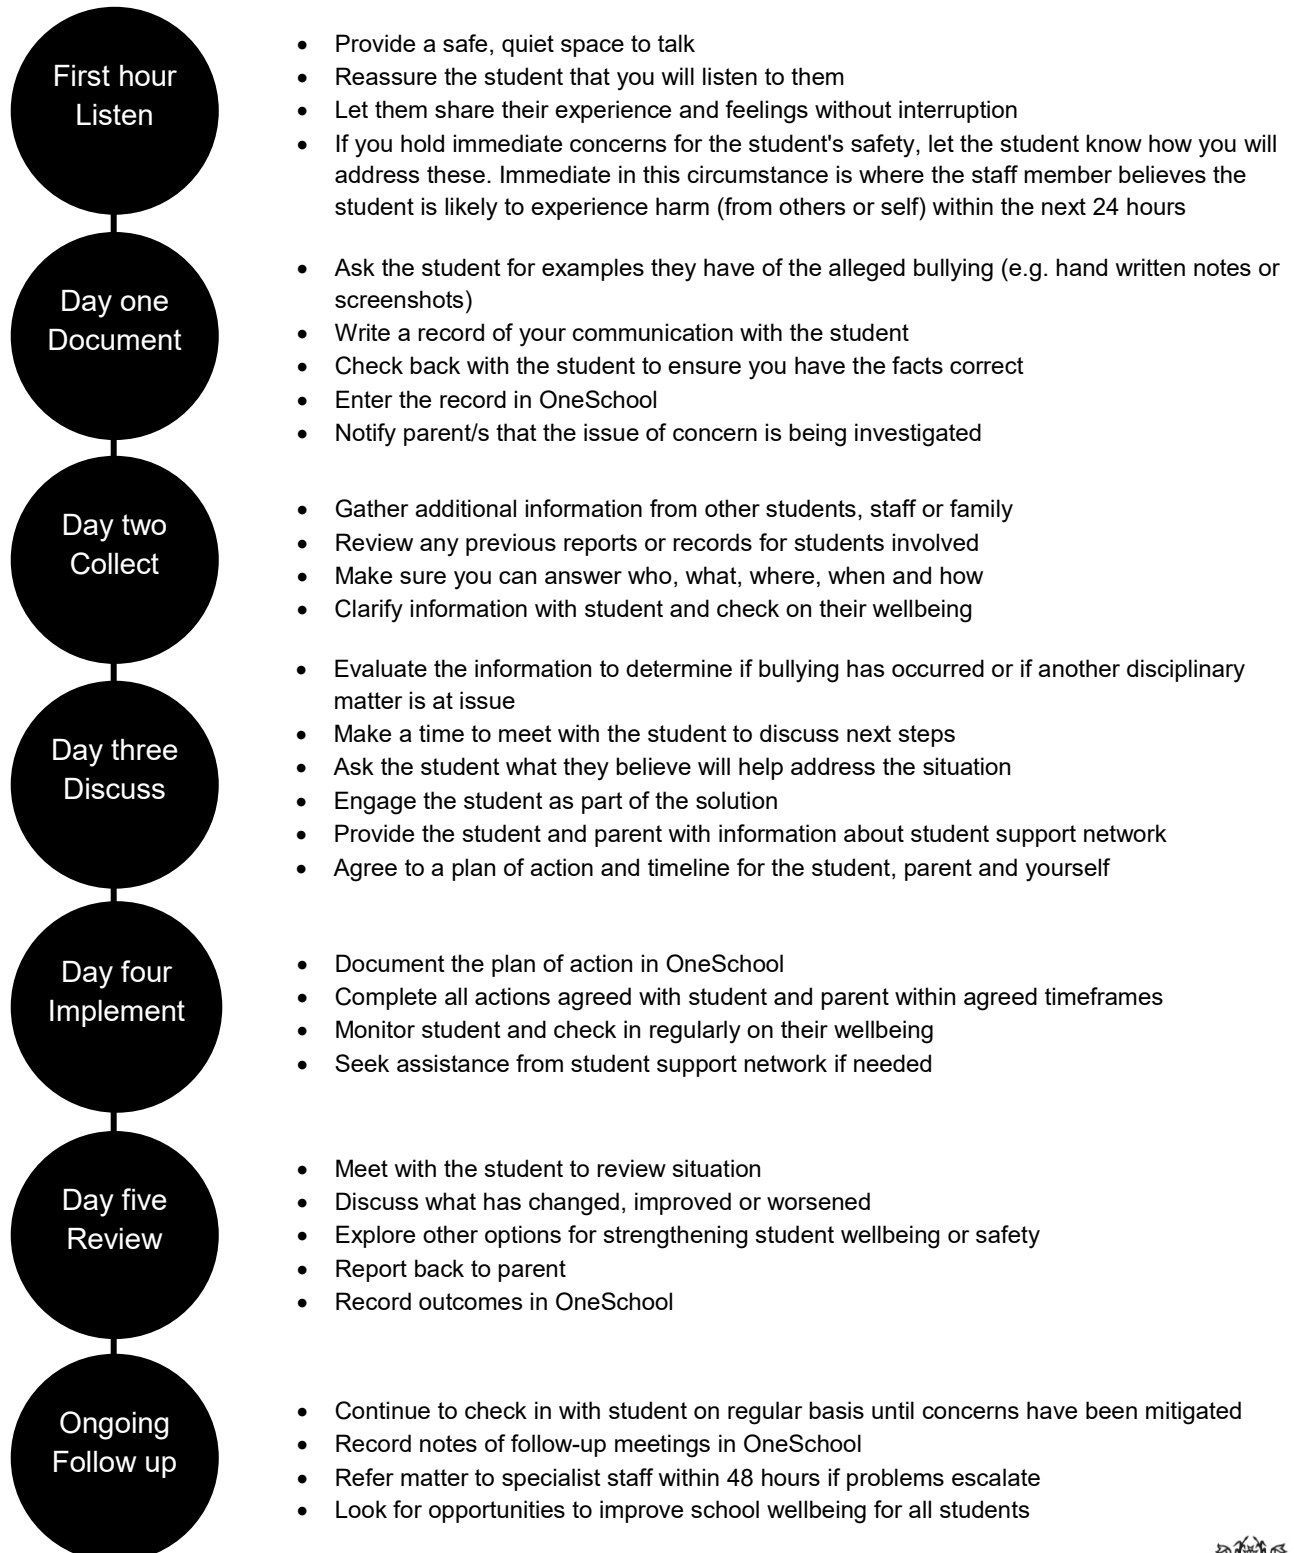 First hour
Listen
• Provide a safe, quiet space to talk
• Reassure the student that you will listen to them
• Let them share their experience and feelings without interruption
• If you hold immediate concerns for the student's safety, let the student know how you will
address these. Immediate in this circumstance is where the staff member believes the
student is likely to experience harm (from others or self) within the next 24 hours
Day one
Document
• Ask the student for examples they have of the alleged bullying (e.g. hand written notes or
screenshots)
• Write a record of your communication with the student
• Check back with the student to ensure you have the facts correct
• Enter the record in OneSchool
• Notify parent/s that the issue of concern is being investigated
Day two
Collect
• Gather additional information from other students, staff or family
• Review any previous reports or records for students involved
• Make sure you can answer who, what, where, when and how
• Clarify information with student and check on their wellbeing
Day three
Discuss
• Evaluate the information to determine if bullying has occurred or if another disciplinary
matter is at issue
• Make a time to meet with the student to discuss next steps
• Ask the student what they believe will help address the situation
• Engage the student as part of the solution
• Provide the student and parent with information about student support network
• Agree to a plan of action and timeline for the student, parent and yourself
Day four
Implement
• Document the plan of action in OneSchool
• Complete all actions agreed with student and parent within agreed timeframes
• Monitor student and check in regularly on their wellbeing
• Seek assistance from student support network if needed
Day five
Review
• Meet with the student to review situation
• Discuss what has changed, improved or worsened
• Explore other options for strengthening student wellbeing or safety
• Report back to parent
• Record outcomes in OneSchool
Ongoing
Follow up
• Continue to check in with student on regular basis until concerns have been mitigated
• Record notes of follow-up meetings in OneSchool
• Refer matter to specialist staff within 48 hours if problems escalate
• Look for opportunities to improve school wellbeing for all students